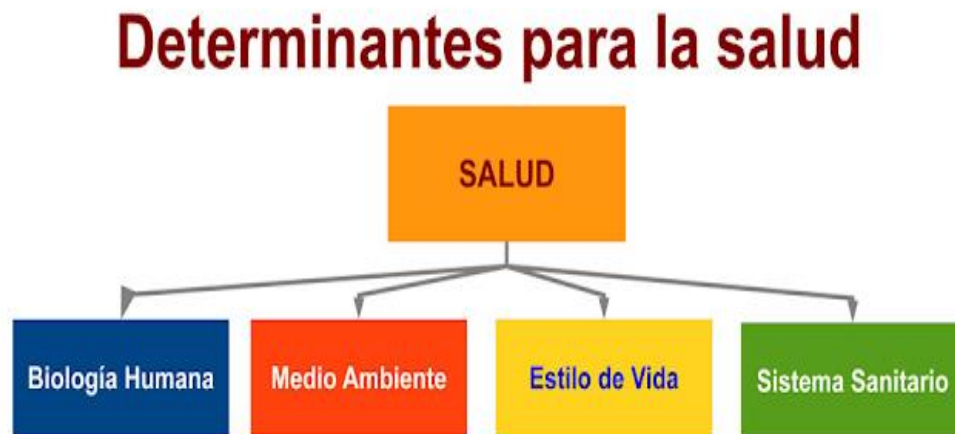 Determinantes para la salud
SALUD
Biología Humana
Medio Ambiente
Estilo de Vida
Sistema Sanitario